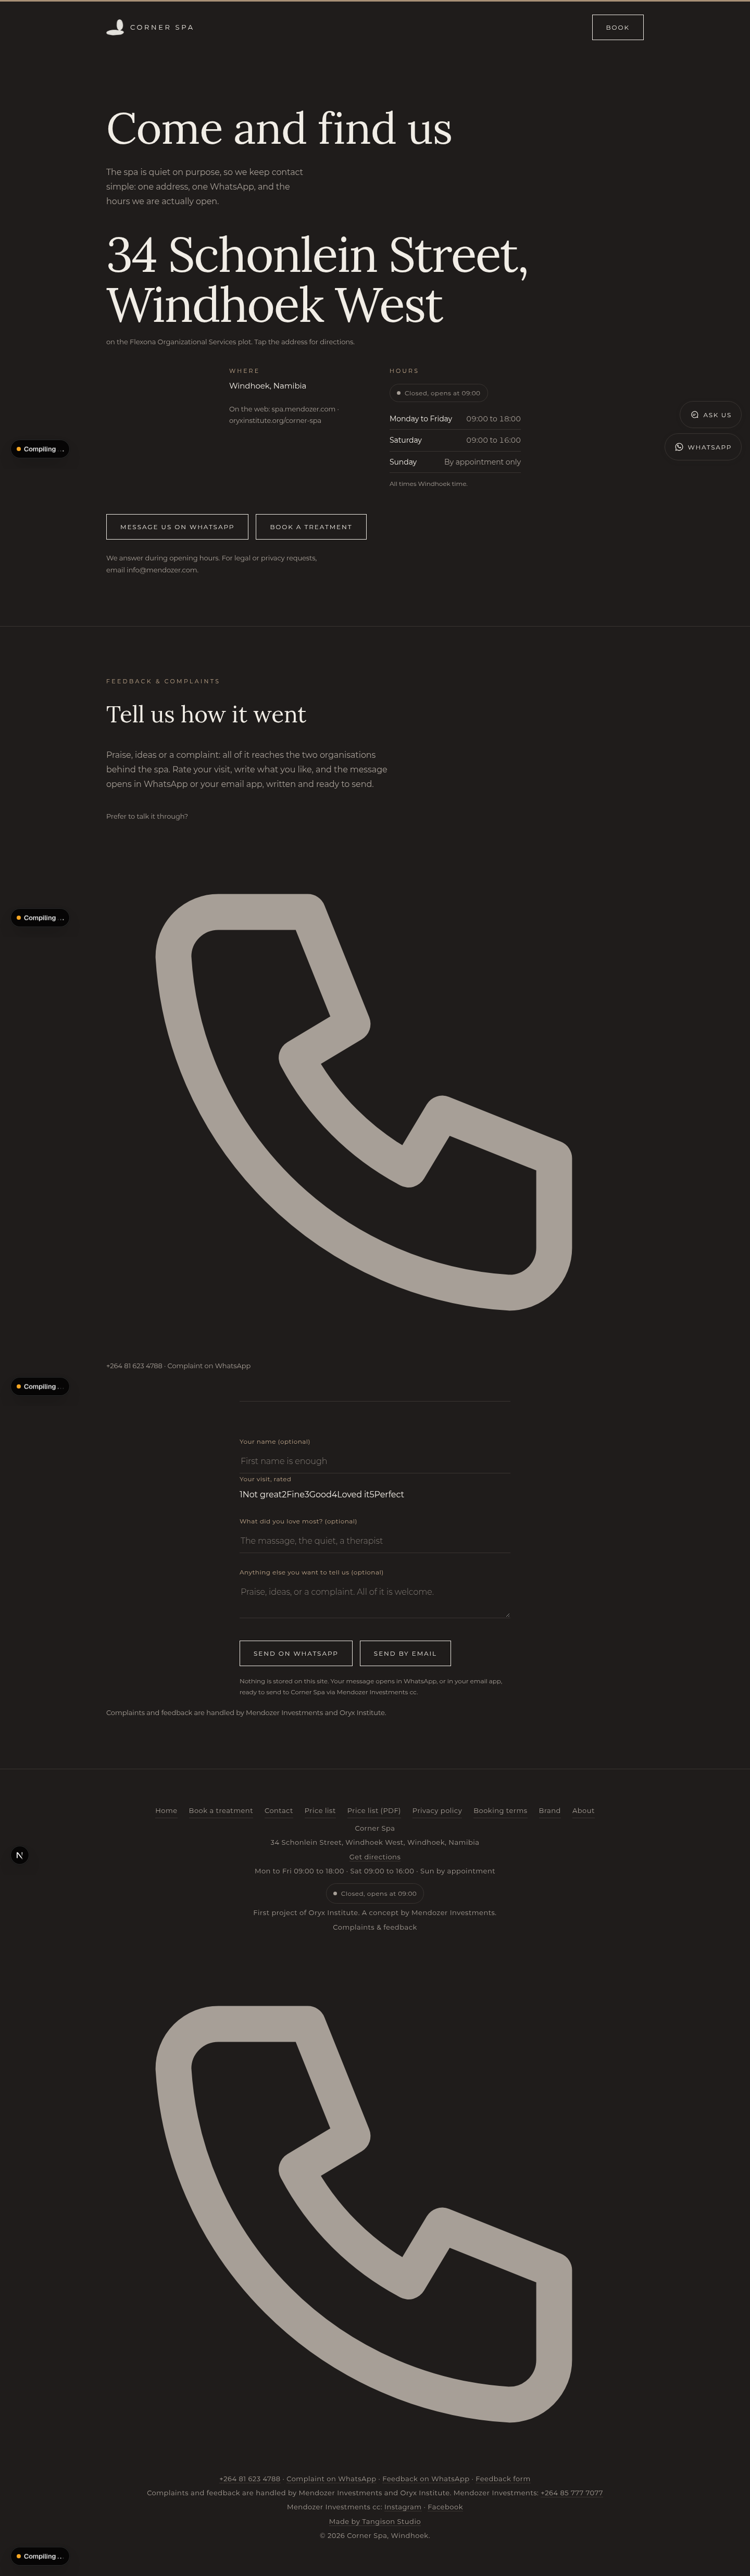 CORNER SPA
BOOK
Come and find us
The spa is quiet on purpose, so we keep contact
simple: one address, one WhatsApp, and the
hours we are actually open.
34 Schonlein Street,
Windhoek West
on the Flexona Organizational Services plot. Tap the address for directions.
WHERE
Windhoek, Namibia
On the web: spa.mendozer.com ·
oryxinstitute.org/corner-spa
HOURS
Closed, opens at 09:00
Monday to Friday 09:00 to 18:00
Saturday 09:00 to 16:00
Sunday By appointment only
All times Windhoek time.
ASK US
WHATSAPP
Compiling ...
MESSAGE US ON WHATSAPP
BOOK A TREATMENT
We answer during opening hours. For legal or privacy requests,
email info@mendozer.com.
FEEDBACK & COMPLAINTS
Tell us how it went
Praise, ideas or a complaint: all of it reaches the two organisations
behind the spa. Rate your visit, write what you like, and the message
opens in WhatsApp or your email app, written and ready to send.
Prefer to talk it through?
Compiling ...
+264 81 623 4788 · Complaint on WhatsApp
Compiling ...
Your name (optional)
First name is enough
Your visit, rated
1Not great2Fine3Good4Loved it5Perfect
What did you love most? (optional)
The massage, the quiet, a therapist
Anything else you want to tell us (optional)
Praise, ideas, or a complaint. All of it is welcome.
SEND ON WHATSAPP
SEND BY EMAIL
Nothing is stored on this site. Your message opens in WhatsApp, or in your email app,
ready to send to Corner Spa via Mendozer Investments cc.
Complaints and feedback are handled by Mendozer Investments and Oryx Institute.
Home Book a treatment Contact Price list Price list (PDF) Privacy policy Booking terms Brand About
Corner Spa
34 Schonlein Street, Windhoek West, Windhoek, Namibia
N
Get directions
Mon to Fri 09:00 to 18:00 · Sat 09:00 to 16:00 · Sun by appointment
Closed, opens at 09:00
First project of Oryx Institute. A concept by Mendozer Investments.
Complaints & feedback
+264 81 623 4788 · Complaint on WhatsApp · Feedback on WhatsApp · Feedback form
Complaints and feedback are handled by Mendozer Investments and Oryx Institute. Mendozer Investments: +264 85 777 7077
Mendozer Investments cc: Instagram · Facebook
Made by Tangison Studio
© 2026 Corner Spa, Windhoek.
Compiling ..